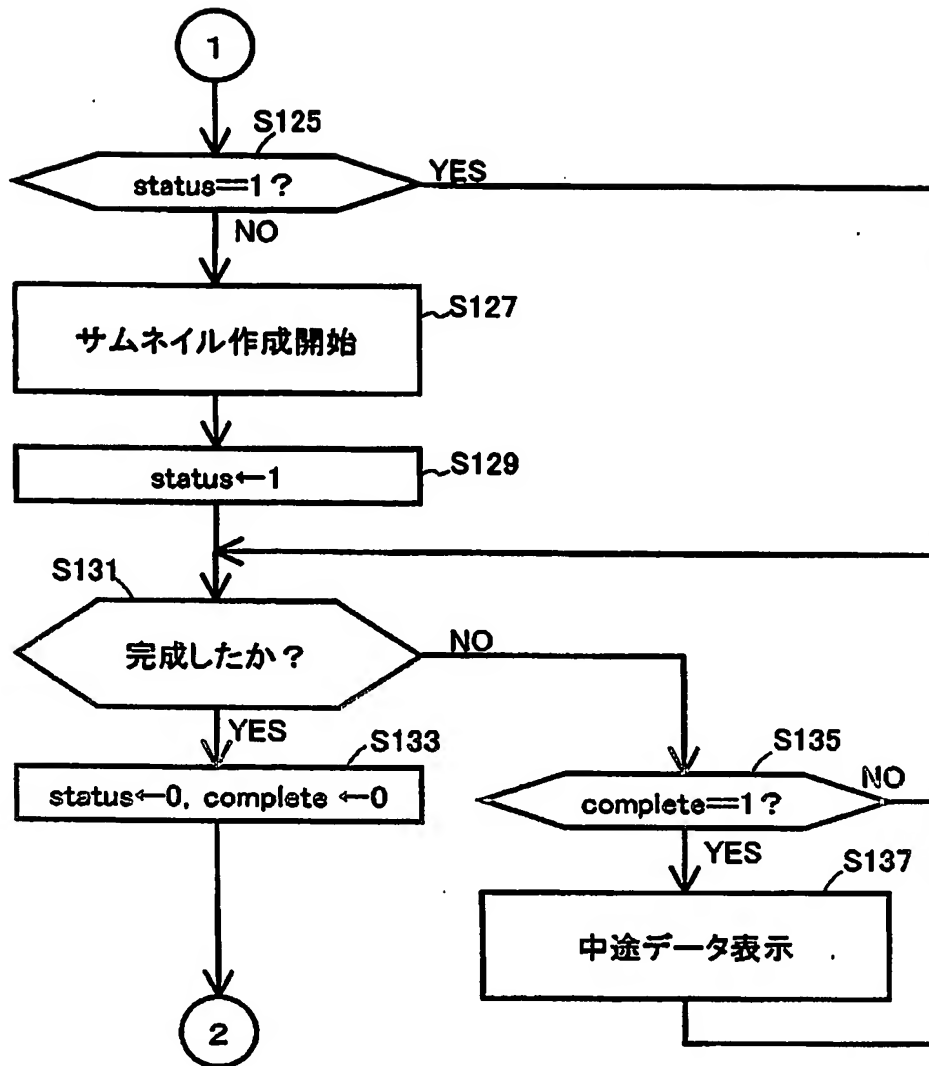 1
S125
status==1?
YES
NO
サムネイル作成開始
S127
status←1
S129
S131
完成したか?
NO
YES
S133
status←0, complete ←0
S135
complete==1?
NO
YES
S137
中途データ表示
2